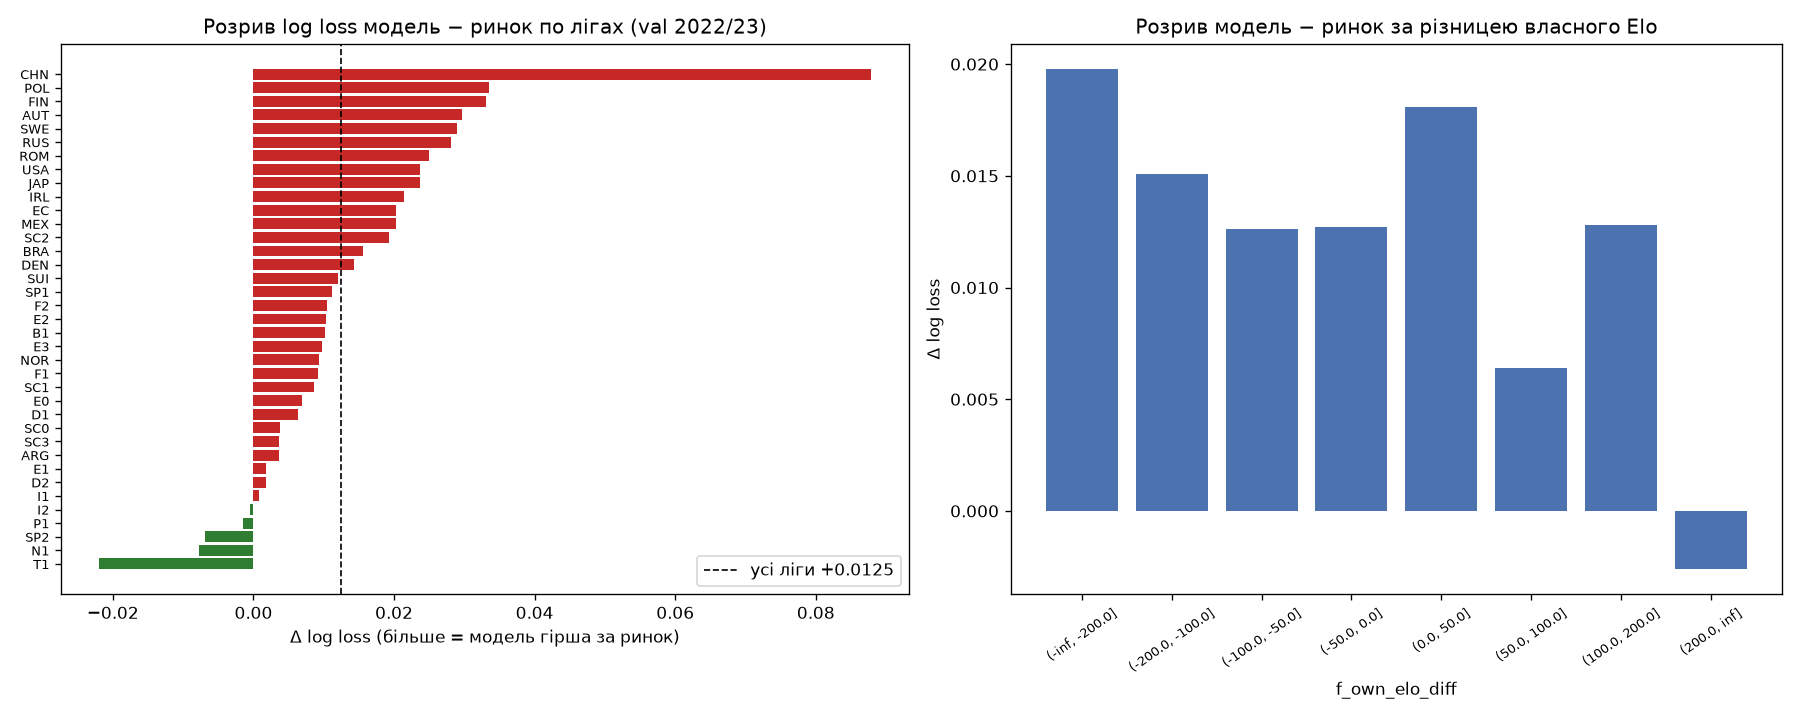 Розрив log loss модель − ринок по лігах (val 2022/23)
CHN
POL
FIN
AUT
SWE
RUS
ROM
USA
JAP
IRL
EC
MEX
SC2
BRA
DEN
SUI
SP1
F2
E2
B1
E3
NOR
F1
SC1
E0
D1
SC0
SC3
ARG
E1
D2
I1
I2
P1
SP2
N1
T1
усі ліги +0.0125
−0.02 0.00 0.02 0.04 0.06 0.08
Δ log loss (більше = модель гірша за ринок)
Розрив модель − ринок за різницею власного Elo
0.020
0.015
0.010
0.005
0.000
Δ log loss
(-inf, -200.0] (-200.0, -100.0] (-100.0, -50.0] (-50.0, 0.0] (0.0, 50.0] (50.0, 100.0] (100.0, 200.0] (200.0, inf]
f_own_elo_diff